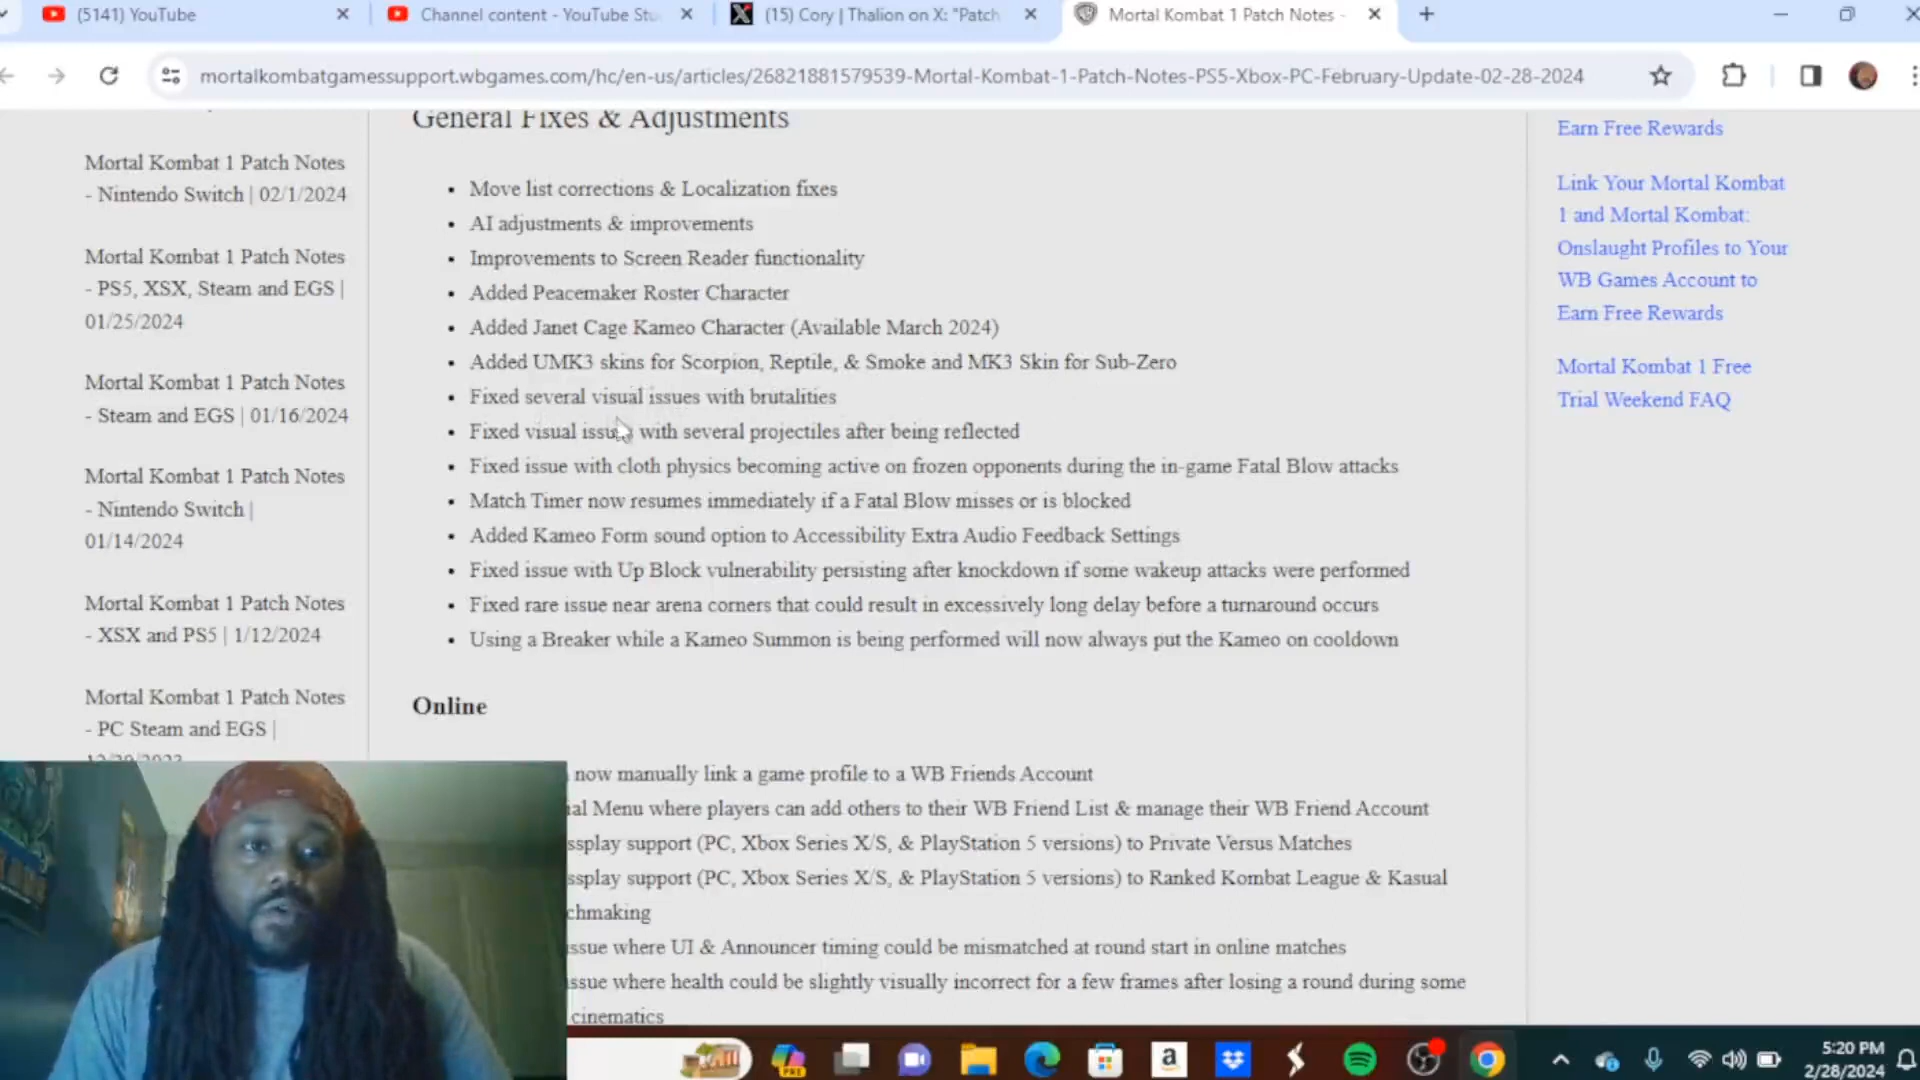 (5141) YouTube
Channel content - YouTube Stu
(15) Cory | Thalion on X: "Patch
Mortal Kombat 1 Patch Notes -
mortalkombatgamessupport.wbgames.com/hc/en-us/articles/26821881579539-Mortal-Kombat-1-Patch-Notes-PS5-Xbox-PC-February-Update-02-28-2024
Mortal Kombat 1 Patch Notes
- Nintendo Switch | 02/1/2024
Mortal Kombat 1 Patch Notes
- PS5, XSX, Steam and EGS |
01/25/2024
Mortal Kombat 1 Patch Notes
- Steam and EGS | 01/16/2024
Mortal Kombat 1 Patch Notes
- Nintendo Switch |
01/14/2024
Mortal Kombat 1 Patch Notes
- XSX and PS5 | 1/12/2024
Mortal Kombat 1 Patch Notes
- PC Steam and EGS |
General Fixes & Adjustments
Move list corrections & Localization fixes
AI adjustments & improvements
Improvements to Screen Reader functionality
Added Peacemaker Roster Character
Added Janet Cage Kameo Character (Available March 2024)
Added UMK3 skins for Scorpion, Reptile, & Smoke and MK3 Skin for Sub-Zero
Fixed several visual issues with brutalities
Fixed visual issues with several projectiles after being reflected
Fixed issue with cloth physics becoming active on frozen opponents during the in-game Fatal Blow attacks
Match Timer now resumes immediately if a Fatal Blow misses or is blocked
Added Kameo Form sound option to Accessibility Extra Audio Feedback Settings
Fixed issue with Up Block vulnerability persisting after knockdown if some wakeup attacks were performed
Fixed rare issue near arena corners that could result in excessively long delay before a turnaround occurs
Using a Breaker while a Kameo Summon is being performed will now always put the Kameo on cooldown
Online
now manually link a game profile to a WB Friends Account
ial Menu where players can add others to their WB Friend List & manage their WB Friend Account
ssplay support (PC, Xbox Series X/S, & PlayStation 5 versions) to Private Versus Matches
ssplay support (PC, Xbox Series X/S, & PlayStation 5 versions) to Ranked Kombat League & Kasual
chmaking
ssue where UI & Announcer timing could be mismatched at round start in online matches
ssue where health could be slightly visually incorrect for a few frames after losing a round during some
cinematics
Earn Free Rewards
Link Your Mortal Kombat
1 and Mortal Kombat:
Onslaught Profiles to Your
WB Games Account to
Earn Free Rewards
Mortal Kombat 1 Free
Trial Weekend FAQ
PRE
5:20 PM
2/28/2024